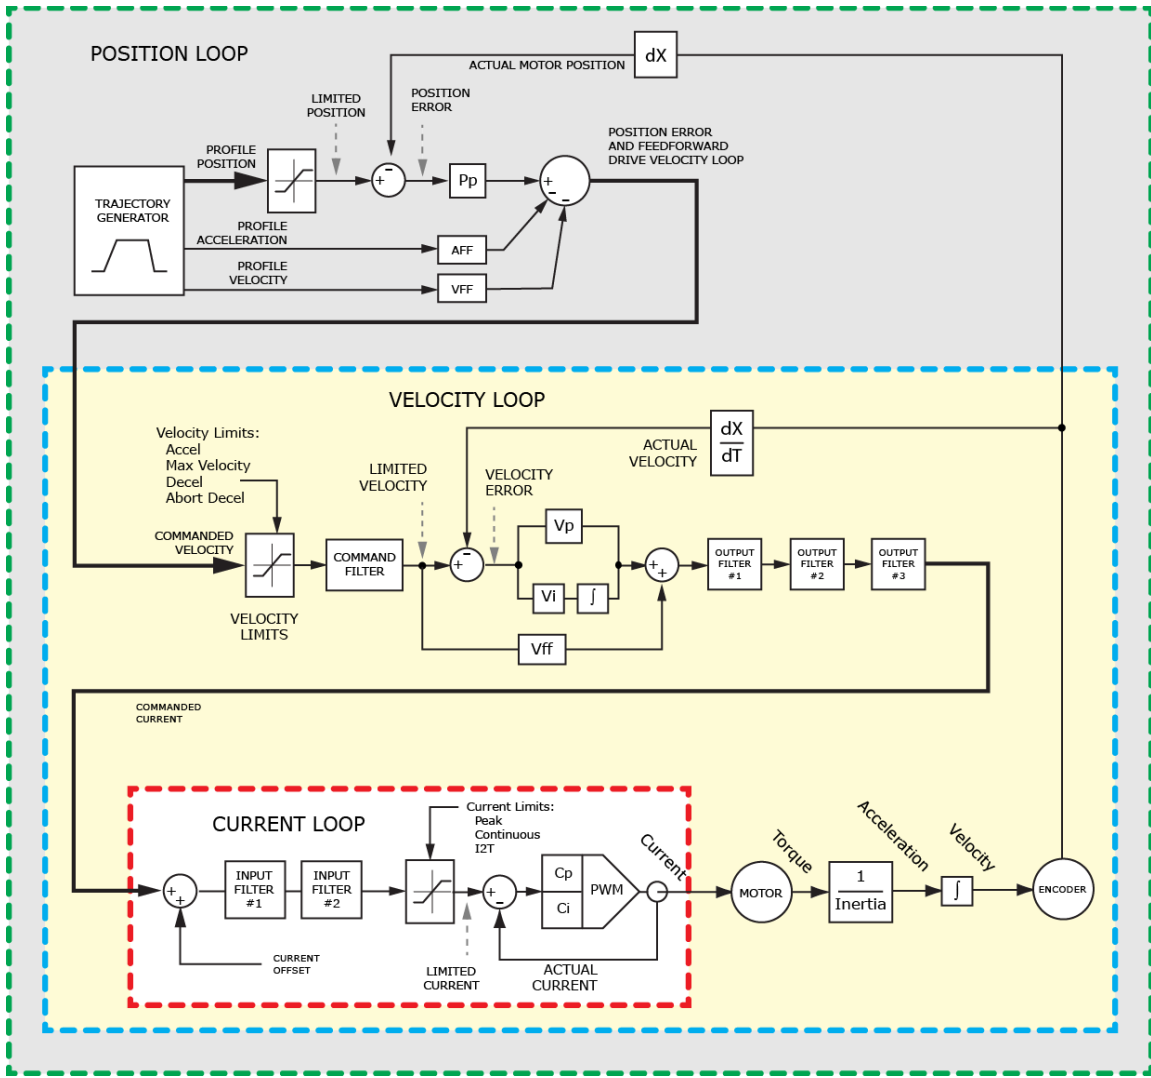 POSITION LOOP
dX
ACTUAL MOTOR POSITION
LIMITED
POSITION
POSITION
ERROR
POSITION ERROR
AND FEEDFORWARD
DRIVE VELOCITY LOOP
PROFILE
POSITION
+
-
Pp
+
-
-
TRAJECTORY
GENERATOR
PROFILE
ACCELERATION
AFF
PROFILE
VELOCITY
VFF
VELOCITY LOOP
dX
dT
ACTUAL
VELOCITY
Velocity Limits:
Accel
Max Velocity
Decel
Abort Decel
LIMITED
VELOCITY
VELOCITY
ERROR
COMMANDED
VELOCITY
VELOCITY
LIMITS
COMMAND
FILTER
+
-
Vp
Vi
∫
Vff
+
+
OUTPUT
FILTER
#1
OUTPUT
FILTER
#2
OUTPUT
FILTER
#3
COMMANDED
CURRENT
CURRENT LOOP
Current Limits:
Peak
Continuous
I2T
+
+
INPUT
FILTER
#1
INPUT
FILTER
#2
+
-
Cp
Ci
PWM
Current
CURRENT
OFFSET
LIMITED
CURRENT
ACTUAL
CURRENT
MOTOR
Torque
1
Inertia
Acceleration
∫
Velocity
ENCODER